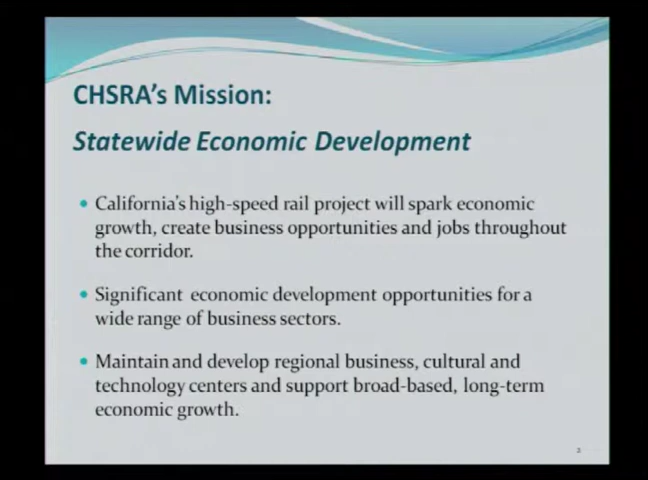 CHSRA's Mission:
Statewide Economic Development
• California's high-speed rail project will spark economic
growth, create business opportunities and jobs throughout
the corridor.
• Significant economic development opportunities for a
wide range of business sectors.
• Maintain and develop regional business, cultural and
technology centers and support broad-based, long-term
economic growth.
2